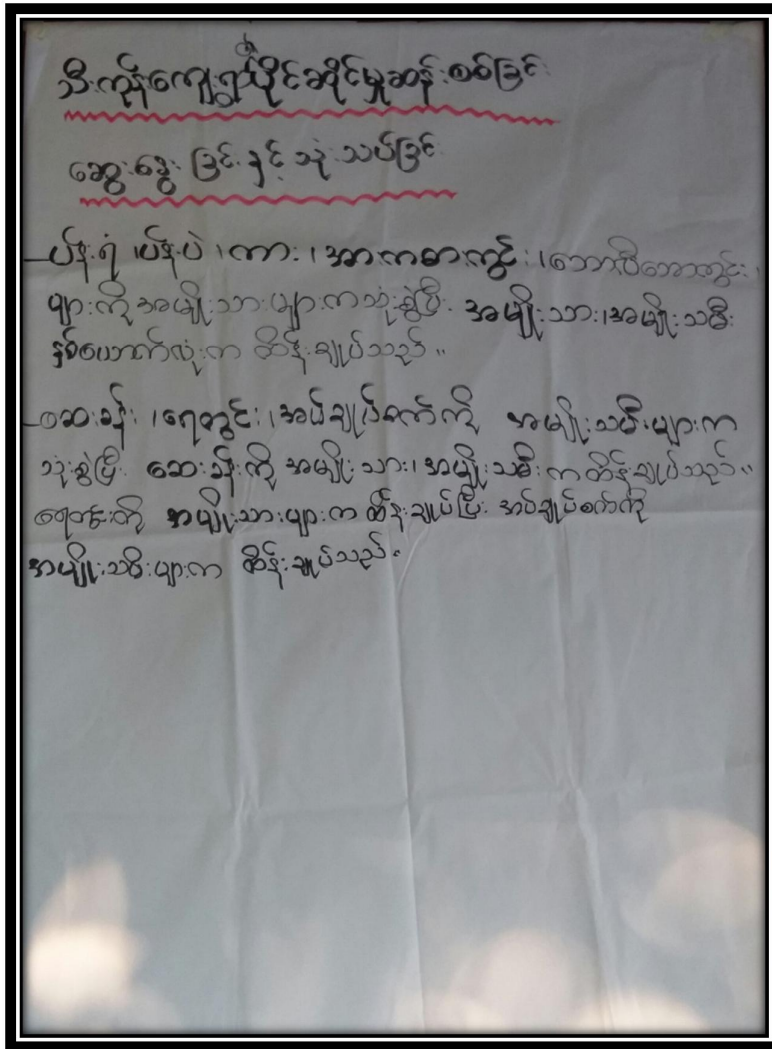 သီးကုန်းကျေးရွာပိုင်ဆိုင်မှုဆန်းစစ်ခြင်း
ဆွေးနွေးခြင်းနှင့်သုံးသပ်ခြင်း
ပန်းရံ၊ပန်းပဲ၊ကား၊အားကစားကွင်း၊ဘောလီဘောကွင်း၊
များကိုအမျိုးသားများကသုံးစွဲပြီး အမျိုးသား၊အမျိုးသမီး
နှစ်ယောက်လုံးက ထိန်းချုပ်သည်။
ဆေးခန်း၊ရေတွင်း၊အပ်ချုပ်စက်ကို အမျိုးသမီးများက
သုံးစွဲပြီး ဆေးခန်းကိုအမျိုးသား၊အမျိုးသမီးကထိန်းချုပ်သည်။
ရေတွင်းကို အမျိုးသားများကထိန်းချုပ်ပြီး အပ်ချုပ်စက်ကို
အမျိုးသမီးများက ထိန်းချုပ်သည်။